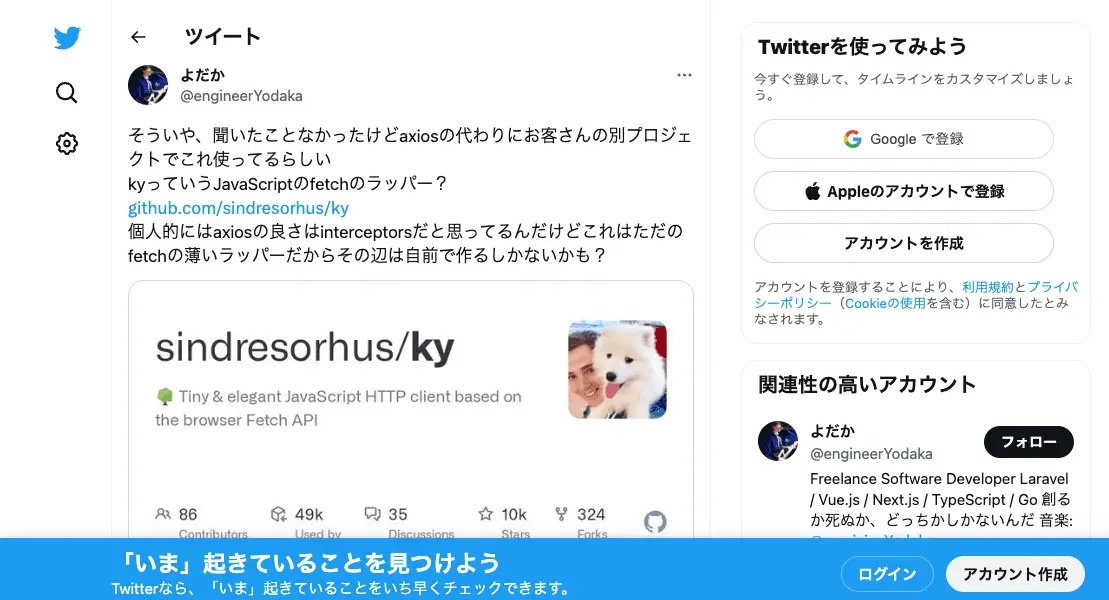 ツイート
よだか
@engineerYodaka
そういや、聞いたことなかったけどaxiosの代わりにお客さんの別プロジェ
クトでこれ使ってるらしい
kyっていうJavaScriptのfetchのラッパー？
github.com/sindresorhus/ky
個人的にはaxiosの良さはinterceptorsだと思ってるんだけどこれはただの
fetchの薄いラッパーだからその辺は自前で作るしかないかも？
sindresorhus/ky
Tiny & elegant JavaScript HTTP client based on
the browser Fetch API
86
Contributors
49k
Used by
35
Discussions
10k
Stars
324
Forks
Twitterを使ってみよう
今すぐ登録して、タイムラインをカスタマイズしましょ
う。
Google で登録
Appleのアカウントで登録
アカウントを作成
アカウントを登録することにより、利用規約とプライバ
シーポリシー（Cookieの使用を含む）に同意したとみ
なされます。
関連性の高いアカウント
よだか
@engineerYodaka
フォロー
Freelance Software Developer Laravel
/ Vue.js / Next.js / TypeScript / Go 創る
か死ぬか、どっちかしかないんだ 音楽:
「いま」起きていることを見つけよう
Twitterなら、「いま」起きていることをいち早くチェックできます。
ログイン
アカウント作成